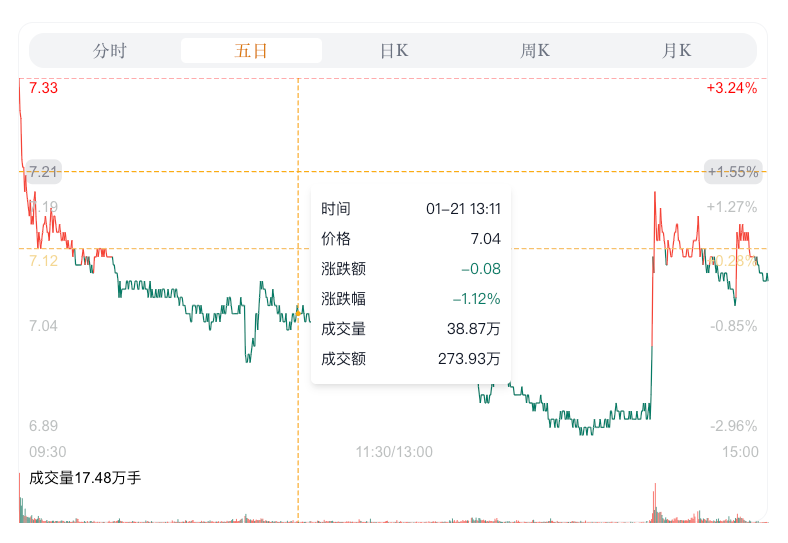 分时 五日 日K 周K 月K
7.33 +3.24%
7.21 +1.55%
7.19 +1.27%
时间 01-21 13:11
价格 7.04
7.12 +0.28%
涨跌额 -0.08
涨跌幅 -1.12%
7.04 -0.85%
成交量 38.87万
成交额 273.93万
6.89 -2.96%
09:30 11:30/13:00 15:00
成交量17.48万手